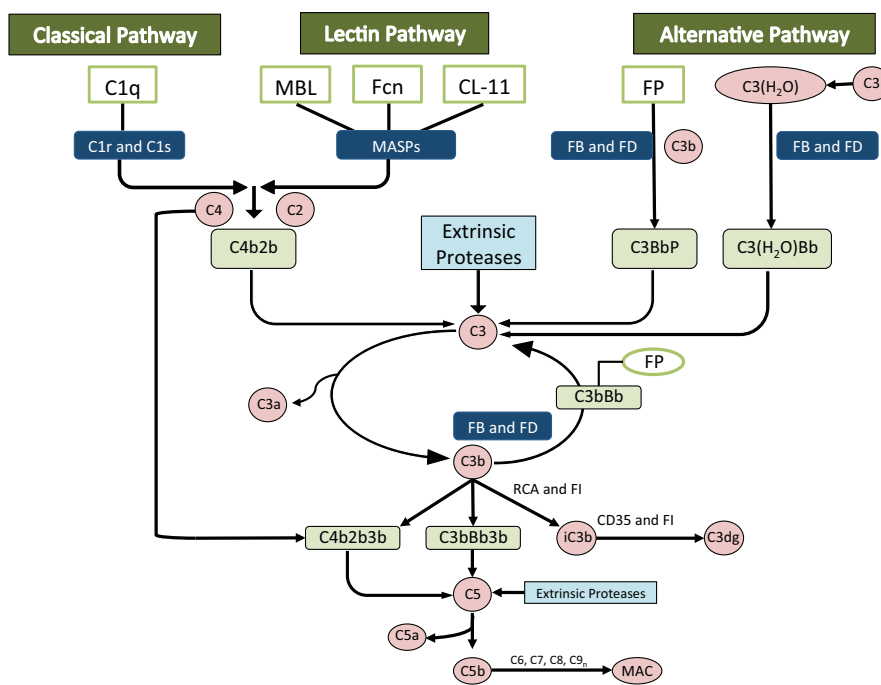 Classical Pathway
Lectin Pathway
Alternative Pathway
C1q
MBL
Fcn
CL-11
FP
C3(H₂O)
C3
C1r and C1s
MASPs
FB and FD
C3b
FB and FD
C4
C2
C4b2b
Extrinsic
Proteases
C3BbP
C3(H₂O)Bb
C3
FP
C3bBb
C3a
FB and FD
C3b
RCA and FI
C4b2b3b
C3bBb3b
iC3b
CD35 and FI
C3dg
C5
Extrinsic Proteases
C5a
C5b
C6, C7, C8, C9ₙ
MAC